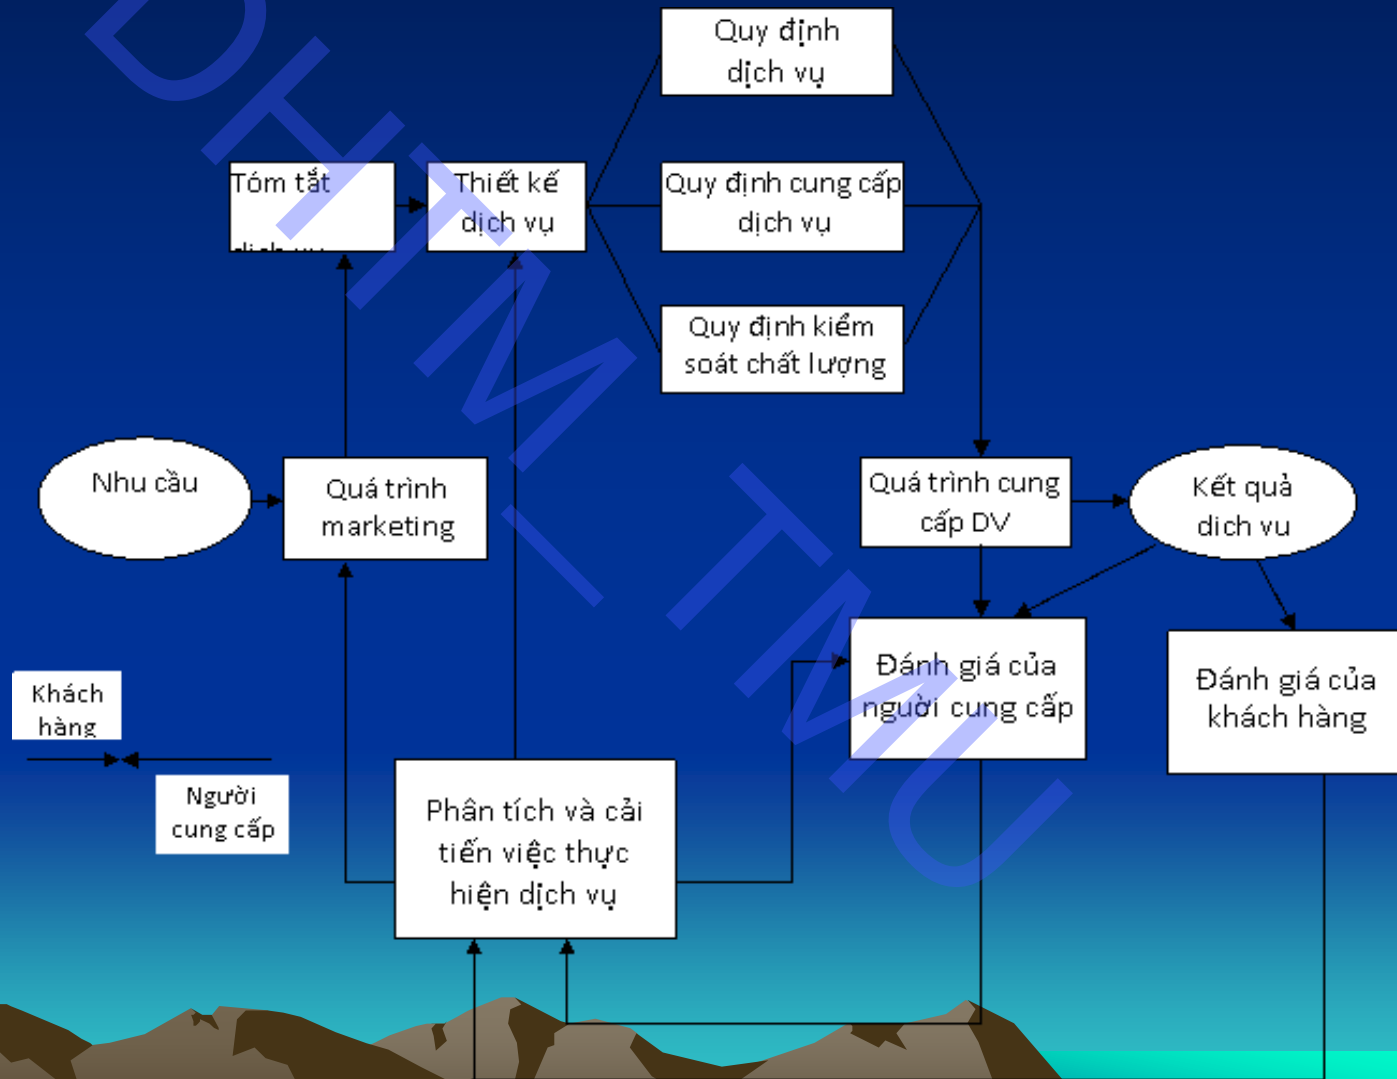 Quy định
dịch vụ
Tóm tắt
dịch vụ
Thiết kế
dịch vụ
Quy định cung cấp
dịch vụ
Quy định kiểm
soát chất lượng
Nhu cầu
Quá trình
marketing
Quá trình cung
cấp DV
Kết quả
dich vu
Khách
hàng
Người
cung cấp
Đánh giá của
nguời cung cấp
Đánh giá của
khách hàng
Phân tích và cải
tiến việc thực
hiện dịch vụ
DHTM_TMU